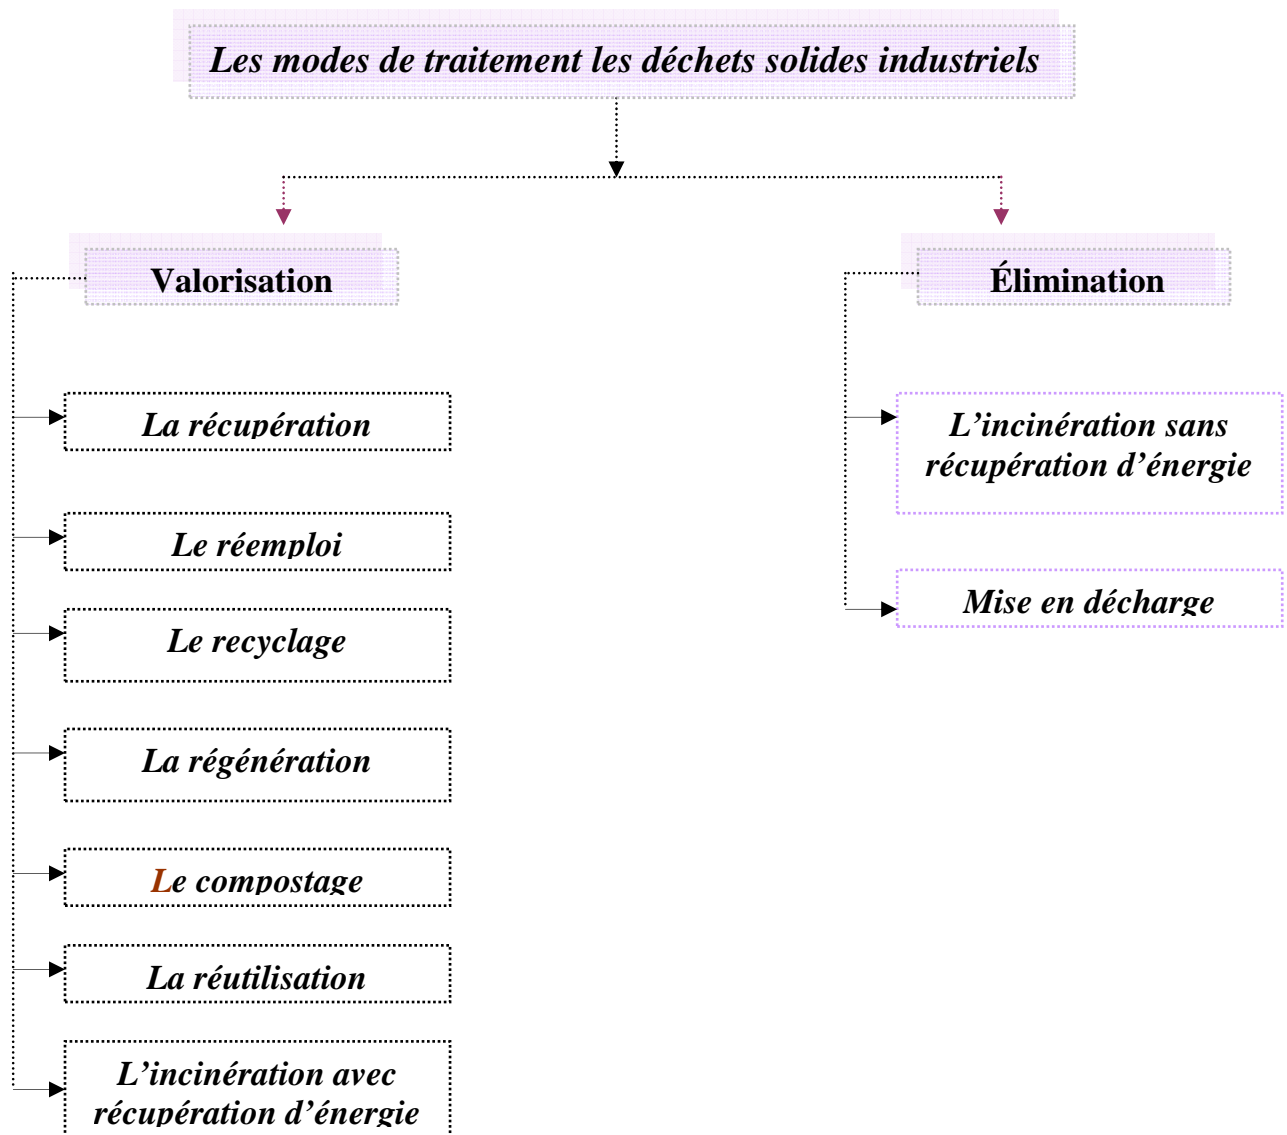 Les modes de traitement les déchets solides industriels
Valorisation
Élimination
La récupération
Le réemploi
Le recyclage
La régénération
Le compostage
La réutilisation
L’incinération avec
récupération d’énergie
L’incinération sans
récupération d’énergie
Mise en décharge